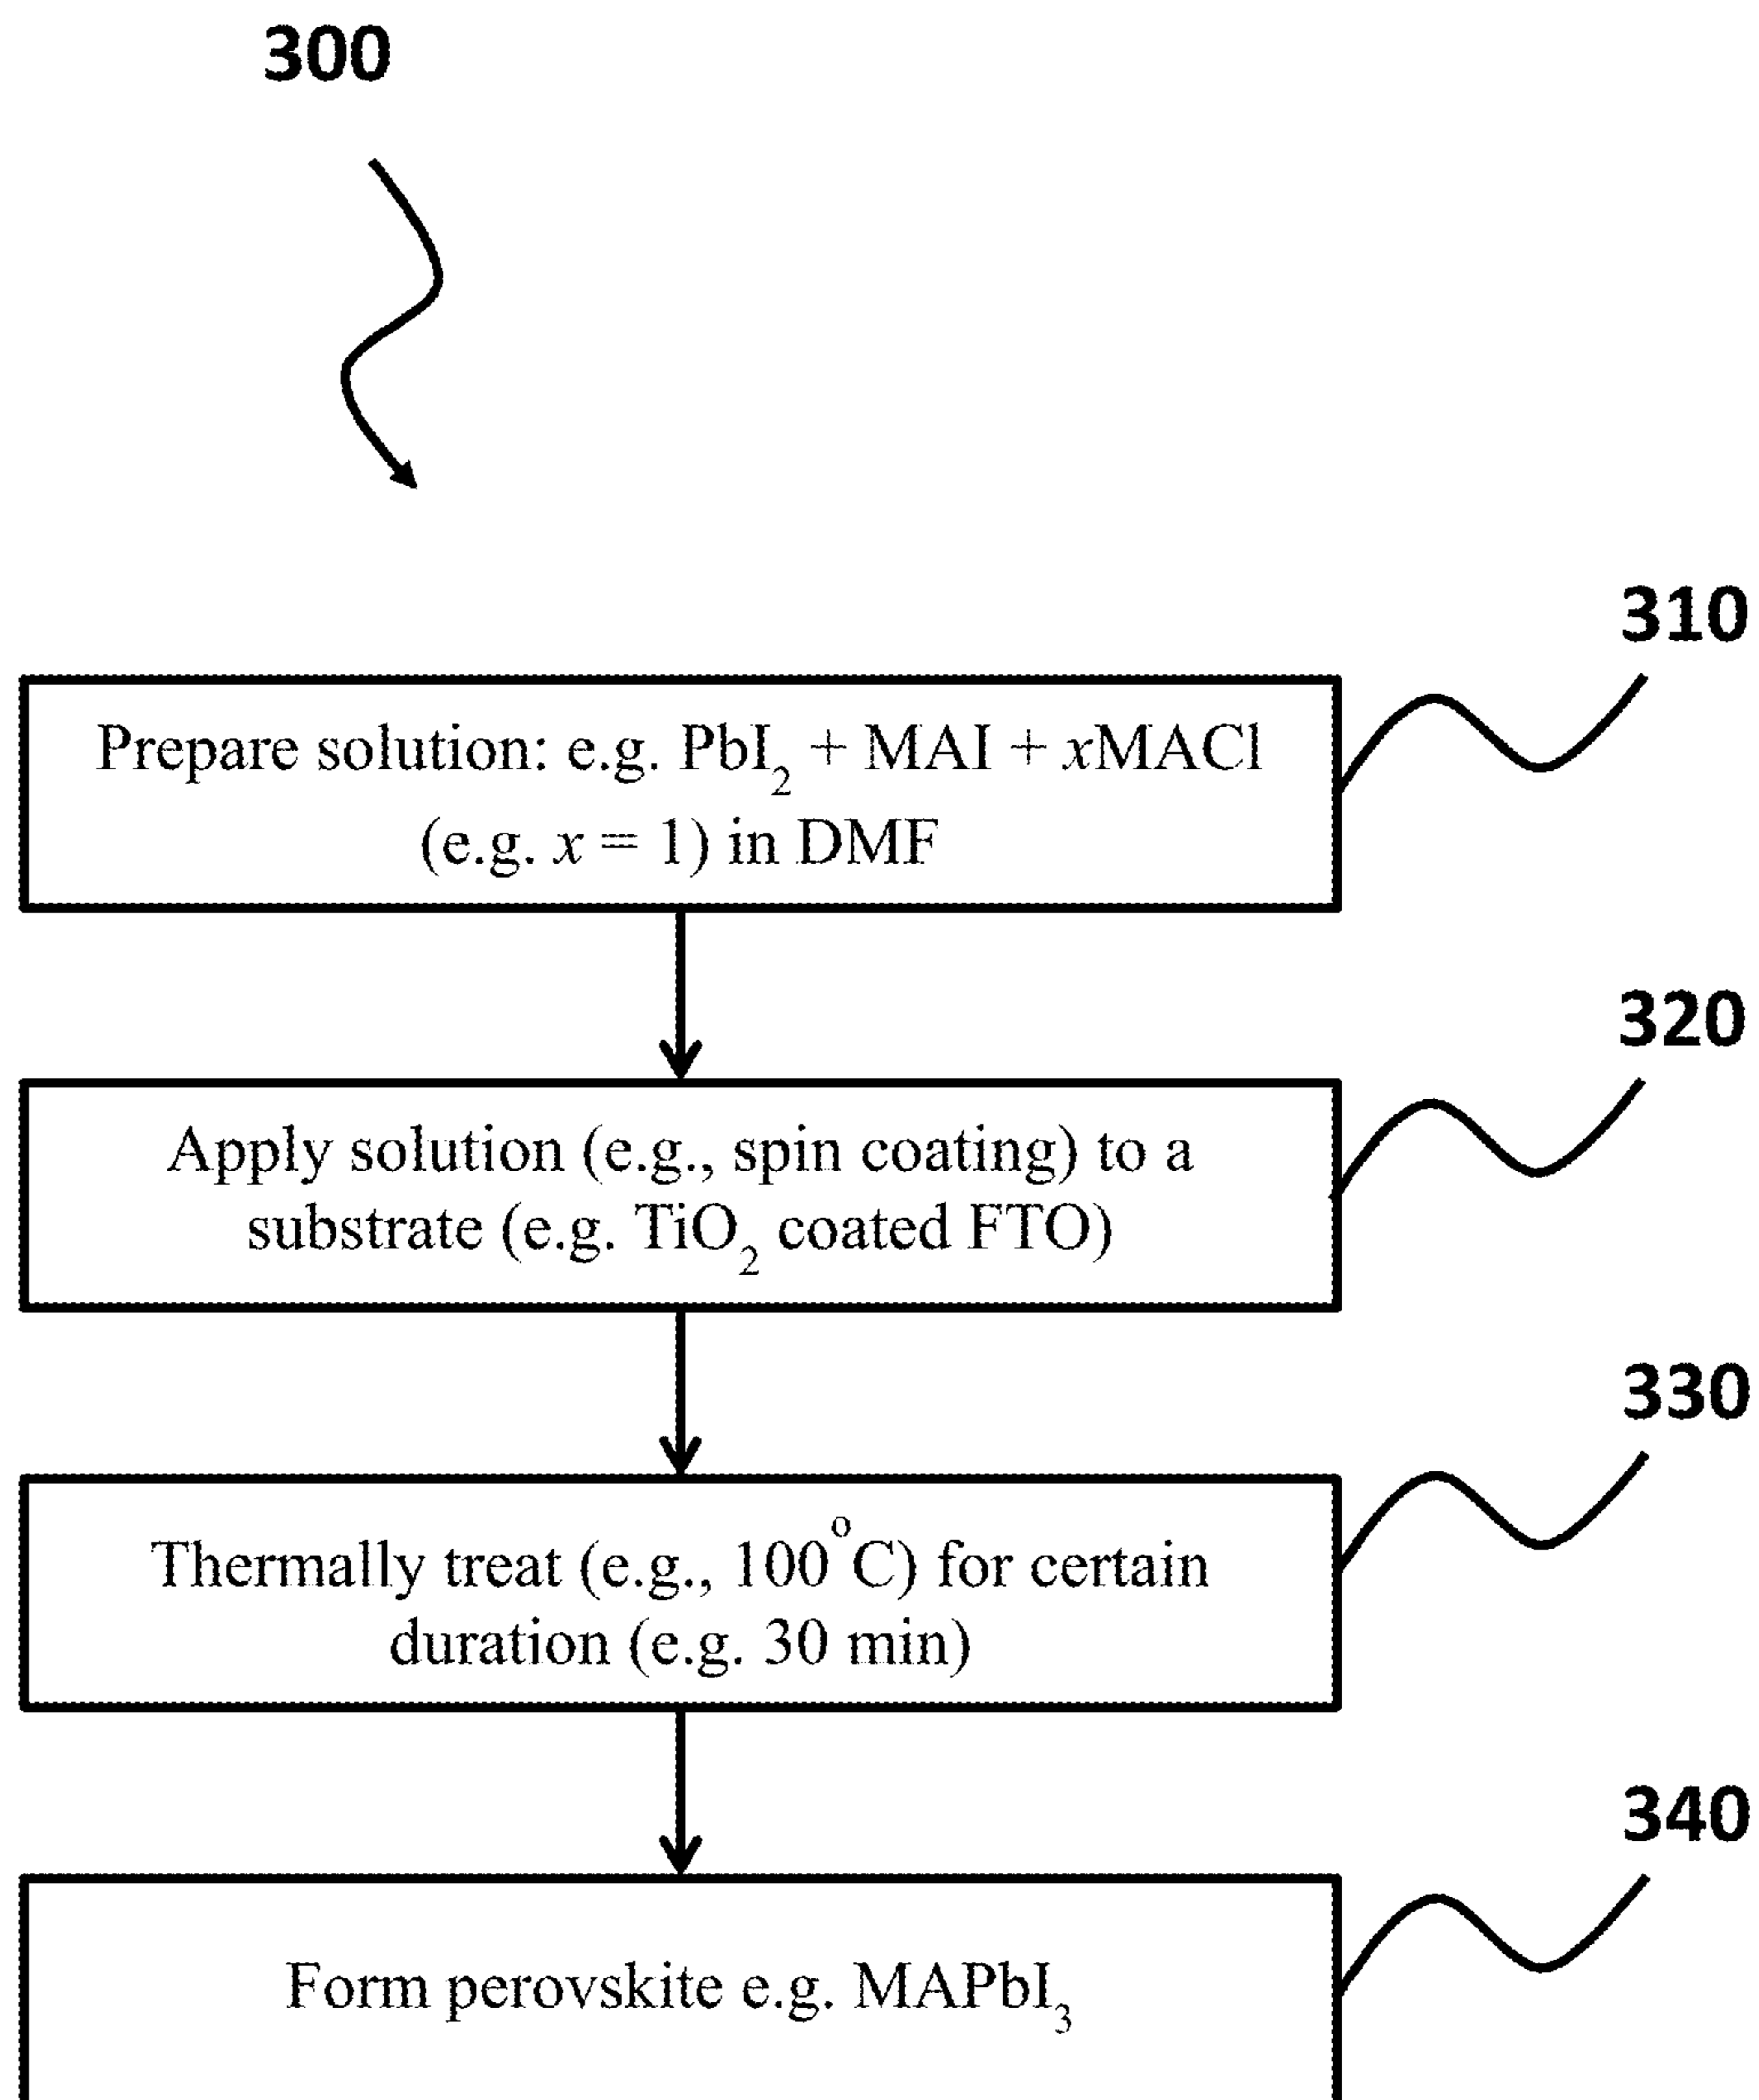 300
310
Prepare solution: e.g. PbI₂ + MAI + xMACl
(e.g. x = 1) in DMF
320
Apply solution (e.g., spin coating) to a
substrate (e.g. TiO₂ coated FTO)
330
Thermally treat (e.g., 100°C) for certain
duration (e.g. 30 min)
340
Form perovskite e.g. MAPbI₃